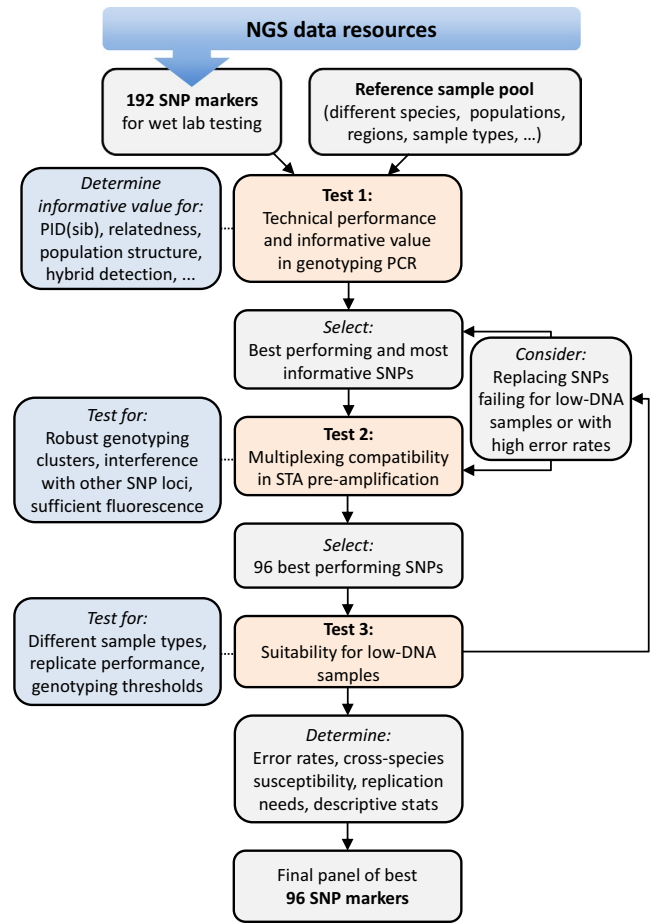 NGS data resources
192 SNP markers
for wet lab testing
Reference sample pool
(different species, populations,
regions, sample types, ...)
Determine
informative value for:
PID(sib), relatedness,
population structure,
hybrid detection, ...
Test 1:
Technical performance
and informative value
in genotyping PCR
Select:
Best performing and most
informative SNPs
Consider:
Replacing SNPs
failing for low-DNA
samples or with
high error rates
Test for:
Robust genotyping
clusters, interference
with other SNP loci,
sufficient fluorescence
Test 2:
Multiplexing compatibility
in STA pre-amplification
Select:
96 best performing SNPs
Test for:
Different sample types,
replicate performance,
genotyping thresholds
Test 3:
Suitability for low-DNA
samples
Determine:
Error rates, cross-species
susceptibility, replication
needs, descriptive stats
Final panel of best
96 SNP markers